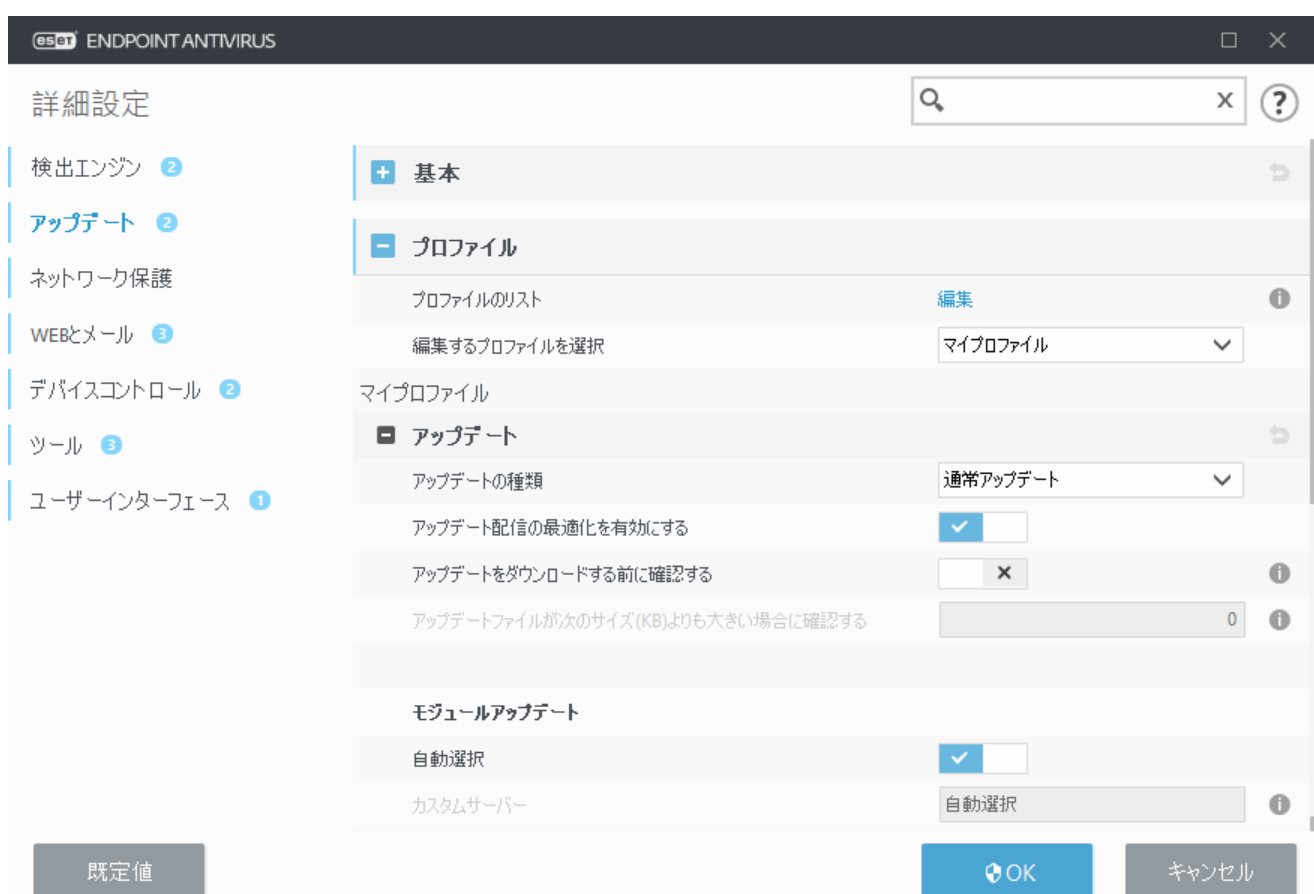 eset ENDPOINT ANTIVIRUS
詳細設定
検出エンジン 2
アップデート 2
ネットワーク保護
WEBとメール 3
デバイスコントロール 2
ツール 3
ユーザーインターフェース 1
基本
プロファイル
プロファイルのリスト 編集
編集するプロファイルを選択 マイプロファイル
マイプロファイル
アップデート
アップデートの種類 通常アップデート
アップデート配信の最適化を有効にする
アップデートをダウンロードする前に確認する
アップデートファイルが次のサイズ(KB)よりも大きい場合に確認する 0
モジュールアップデート
自動選択
カスタムサーバー 自動選択
既定値 OK キャンセル